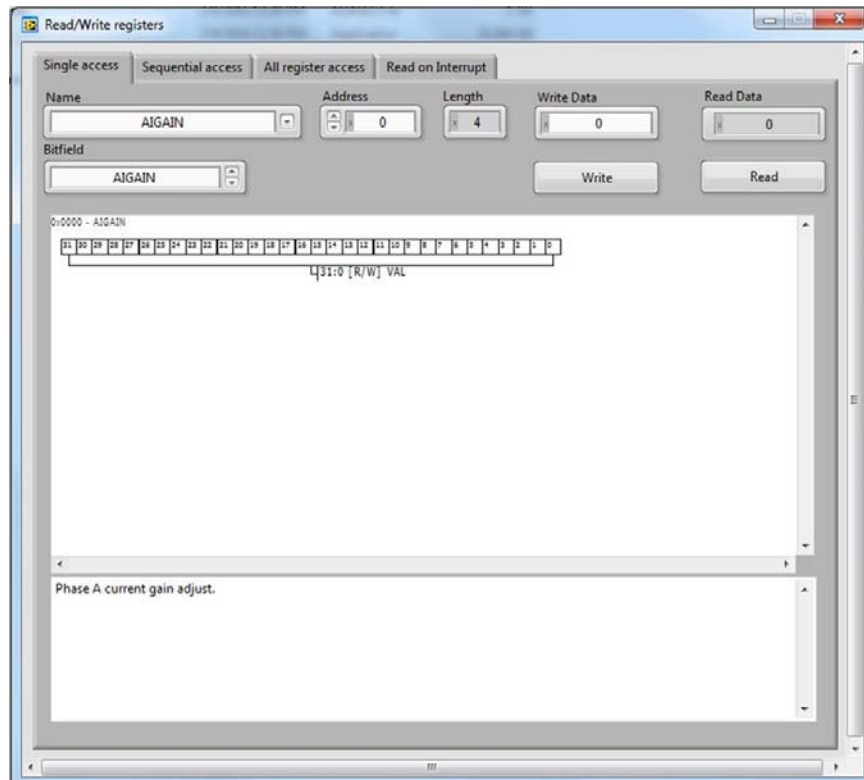 Read/Write registers
Single access Sequential access All register access Read on Interrupt
Name Address Length Write Data Read Data
AIGAIN x 0 x 4 x 0 x 0
Bitfield
AIGAIN Write Read
0x0000 - AIGAIN
31 30 29 28 27 26 25 24 23 22 21 20 19 18 17 16 15 14 13 12 11 10 9 8 7 6 5 4 3 2 1 0
31:0 [R/W] VAL
Phase A current gain adjust.